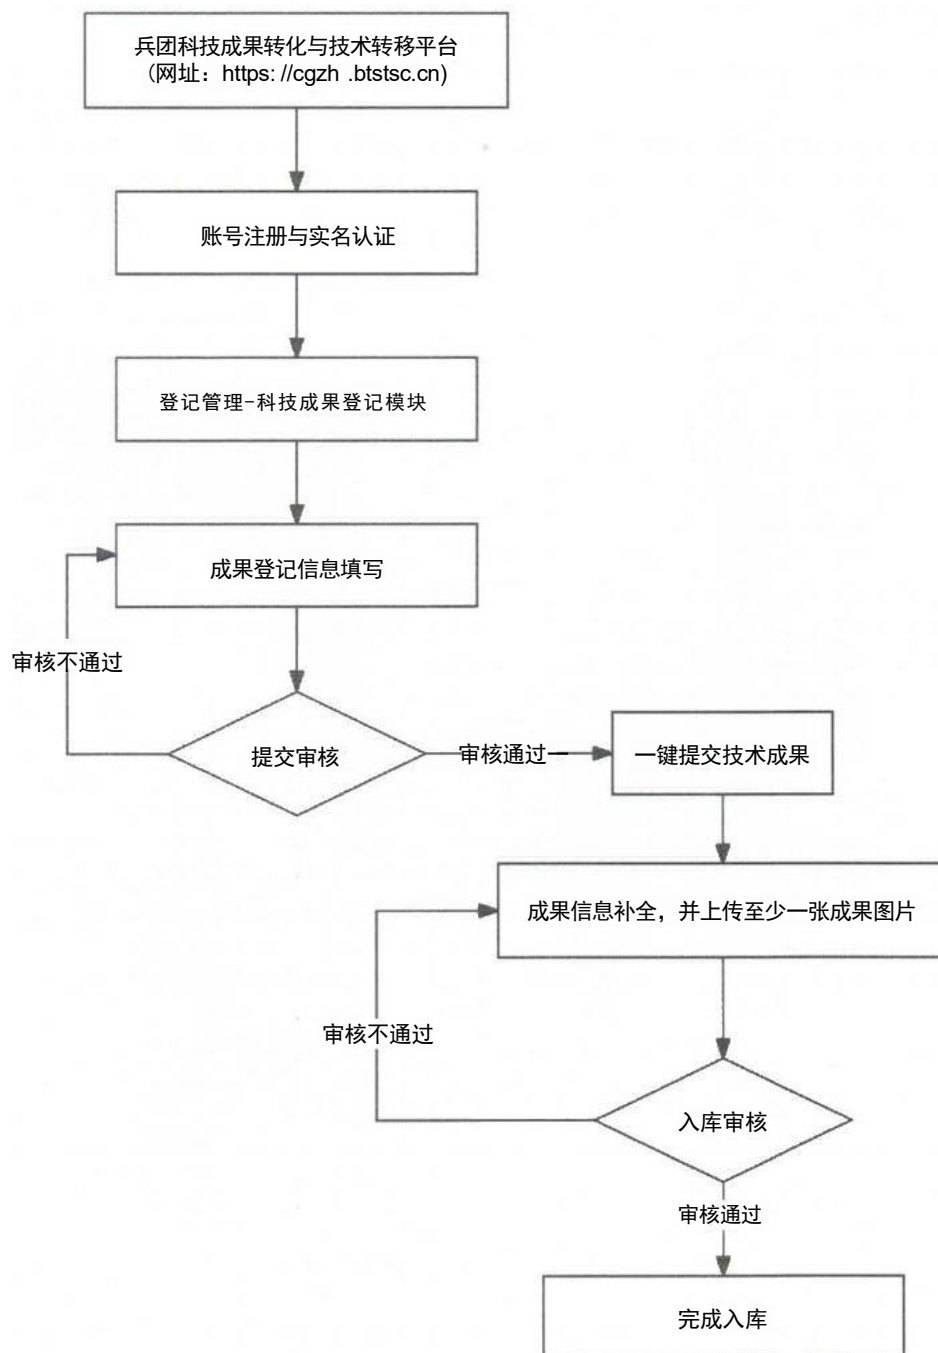 兵团科技成果转化与技术转移平台
(网址：https: //cgzh .btstsc.cn)
账号注册与实名认证
登记管理-科技成果登记模块
成果登记信息填写
审核不通过
提交审核
审核通过
一键提交技术成果
成果信息补全，并上传至少一张成果图片
审核不通过
入库审核
审核通过
完成入库